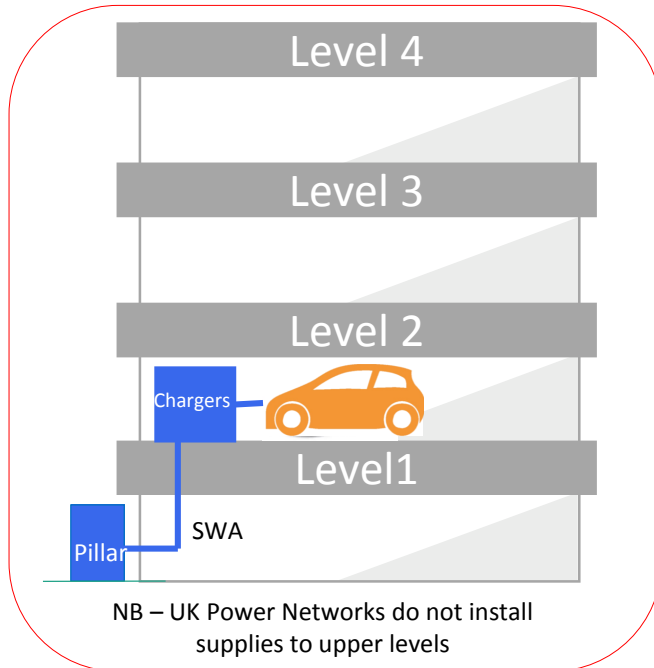 Level 4
Level 3
Level 2
Chargers
Level1
SWA
Pillar
NB – UK Power Networks do not install
supplies to upper levels